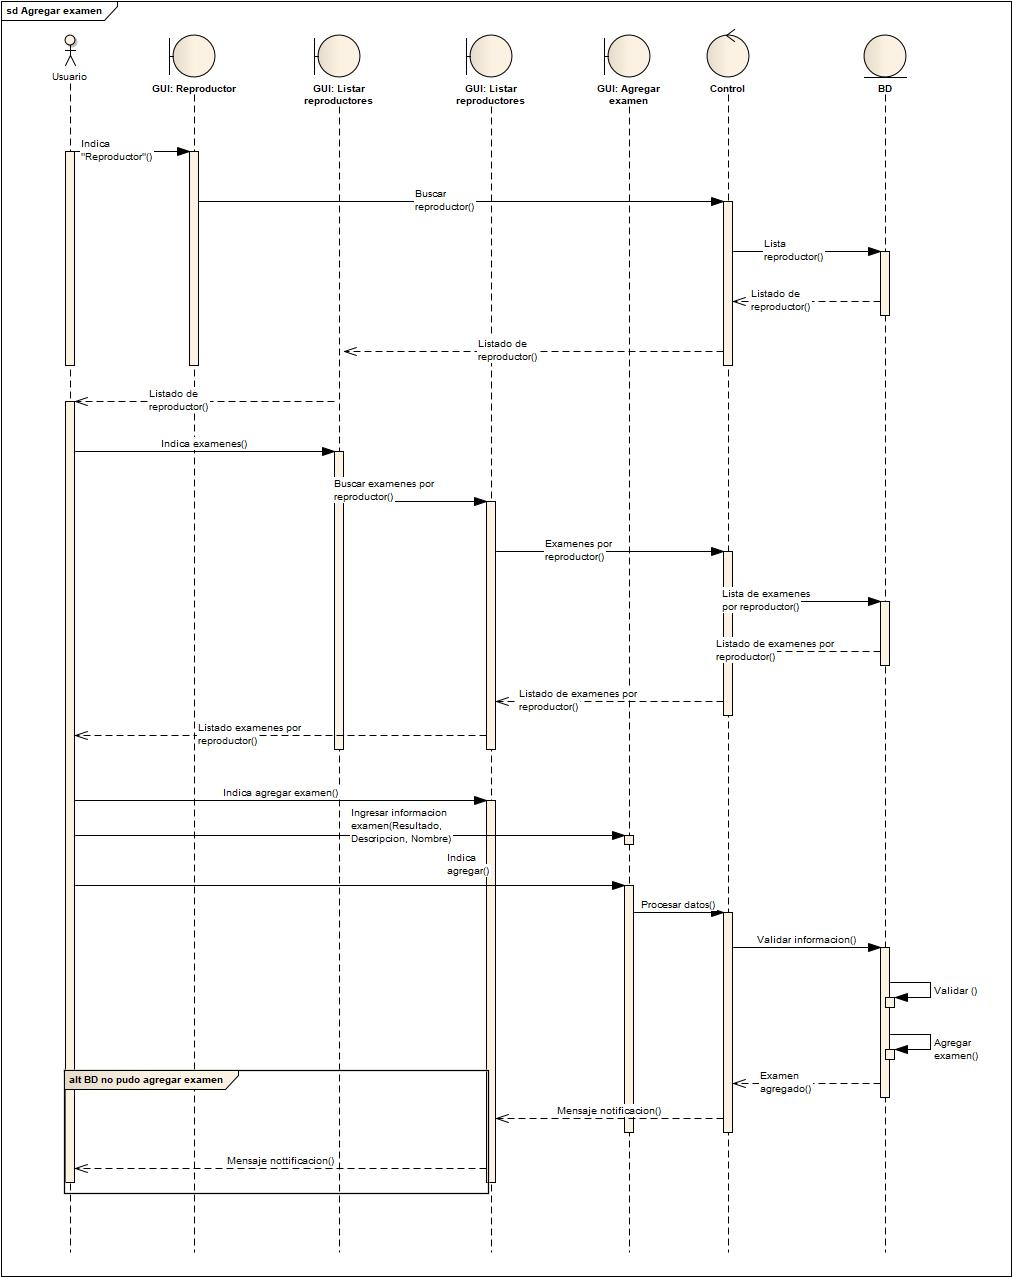 sd Agregar examen
Usuario
GUI: Reproductor
GUI: Listar
reproductores
GUI: Listar
reproductores
GUI: Agregar
examen
Control
BD
Indica
"Reproductor"()
Buscar
reproductor()
Lista
reproductor()
Listado de
reproductor()
Listado de
reproductor()
Listado de
reproductor()
Indica examenes()
Buscar examenes por
reproductor()
Examenes por
reproductor()
Lista de examenes
por reproductor()
Listado de examenes por
reproductor()
Listado de examenes por
reproductor()
Listado examenes por
reproductor()
Indica agregar examen()
Ingresar informacion
examen(Resultado,
Descripcion, Nombre)
Indica
agregar()
Procesar datos()
Validar informacion()
Validar ()
Agregar
examen()
Examen
agregado()
alt BD no pudo agregar examen
Mensaje notificacion()
Mensaje nottificacion()